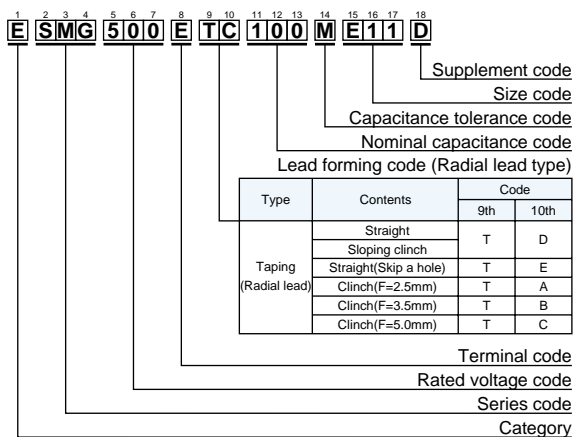 1 2 3 4 5 6 7 8 9 10 11 12 13 14 15 16 17 18
E SMG 500 E TC 100 M E11 D
Supplement code
Size code
Capacitance tolerance code
Nominal capacitance code
Lead forming code (Radial lead type)
Type Contents Code
9th 10th
Taping (Radial lead)
Straight T D
Sloping clinch
Straight(Skip a hole) T E
Clinch(F=2.5mm) T A
Clinch(F=3.5mm) T B
Clinch(F=5.0mm) T C
Terminal code
Rated voltage code
Series code
Category